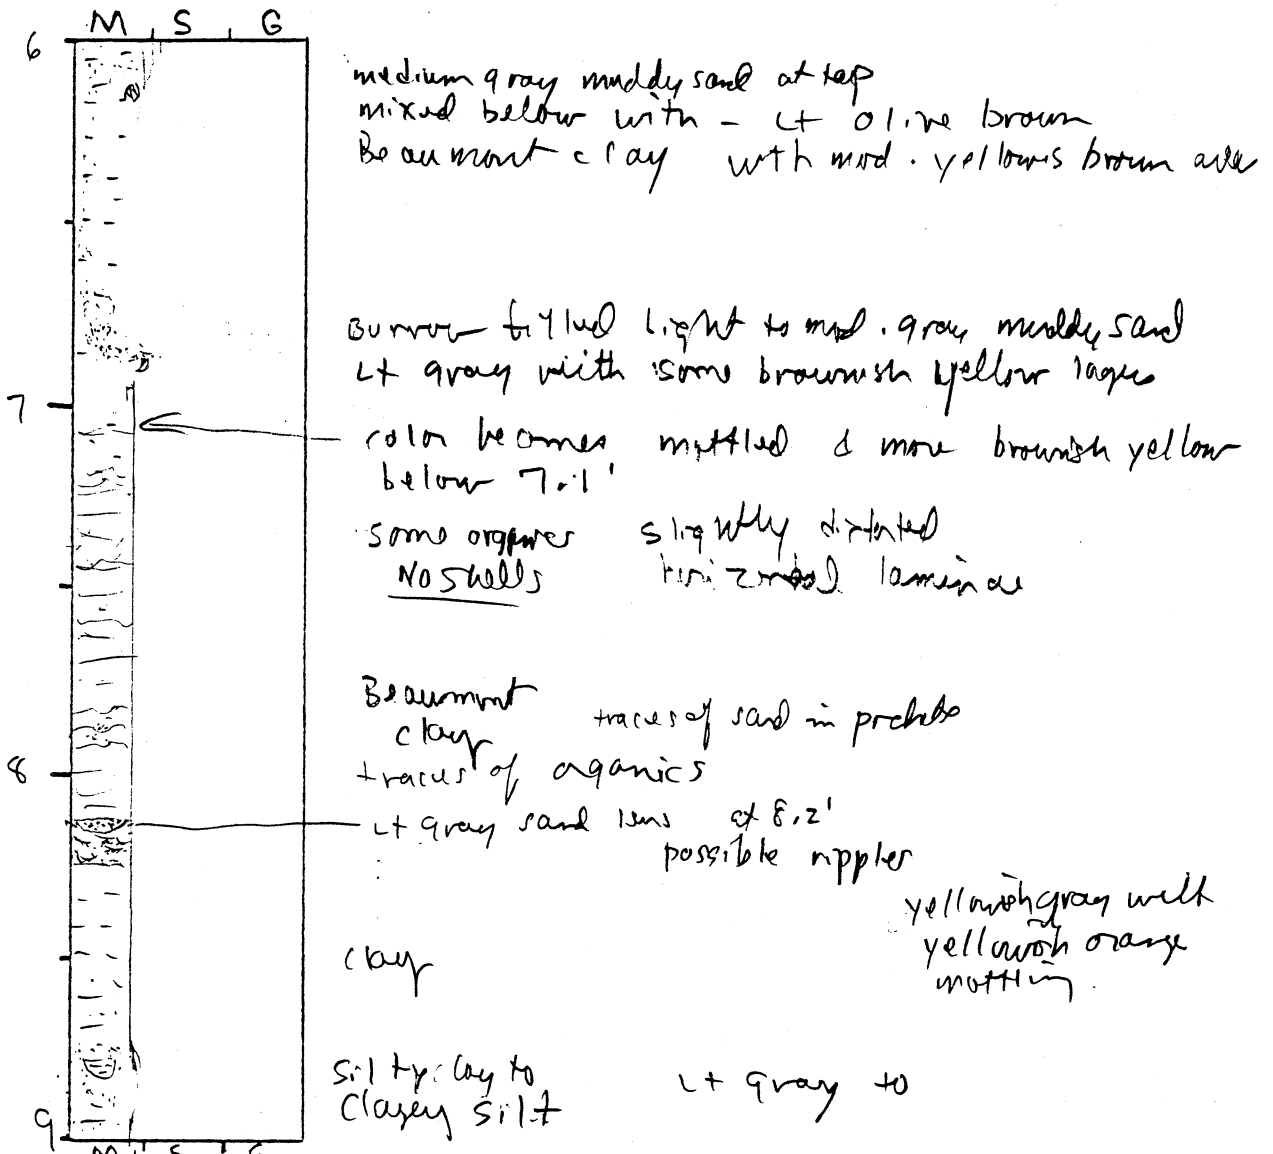 M S G
6
medium gray muddy sand at top
mixed below with - Lt olive brown
Beaumont clay with mod. yellowis brown
Burrow filled light to mod. gray muddy sand
Lt gray with some brownish yellow layers
7
color becomes mottled & more brownish yellow
below 7.1'
some organics slightly distorted
No shells horizontal laminae
Beaumont
clay traces of sand in
8
traces of oganics
Lt gray sand lens at 8.2'
possible ripples
yellowish gray with
yellowish orange
mottling.
clay
silty clay to Lt gray to
clayey silt
9
M S G